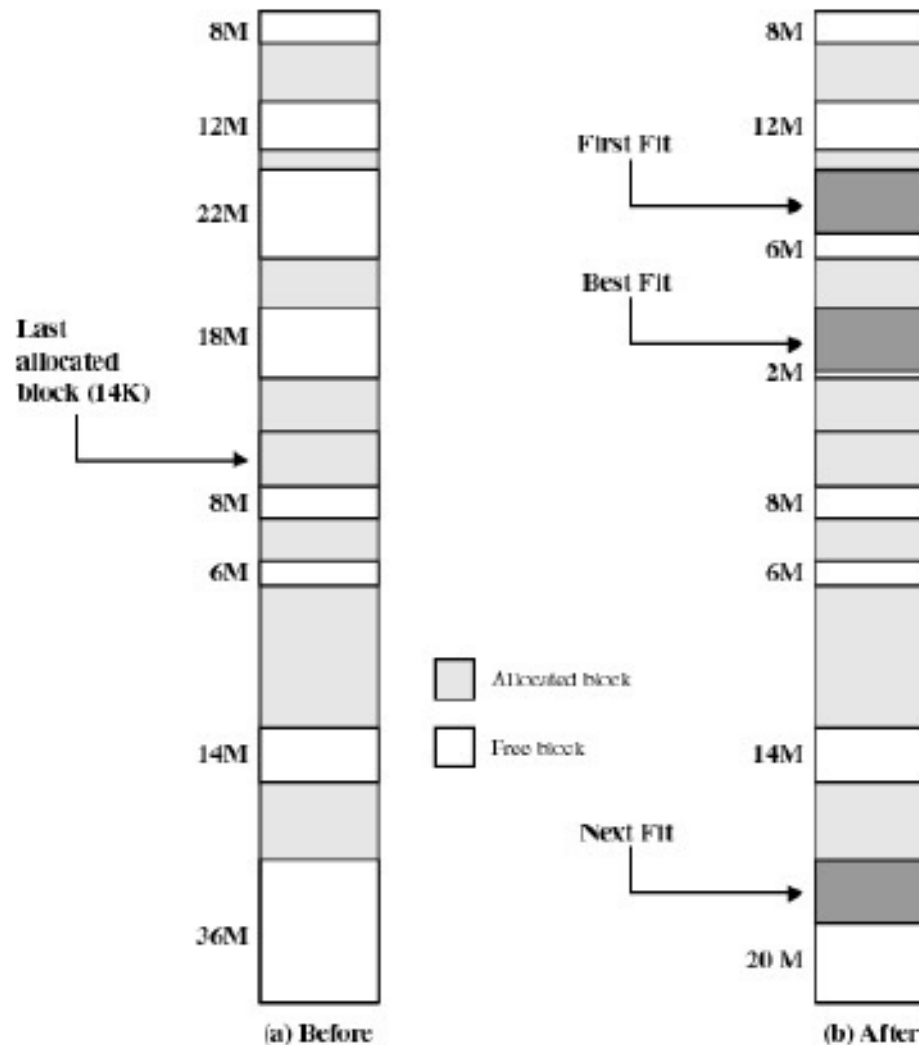 8M
12M
22M
18M
Last
allocated
block (14K)
8M
6M
14M
36M
(a) Before
Allocated block
Free block
8M
12M
First Fit
6M
Best Fit
2M
8M
6M
14M
Next Fit
20 M
(b) After